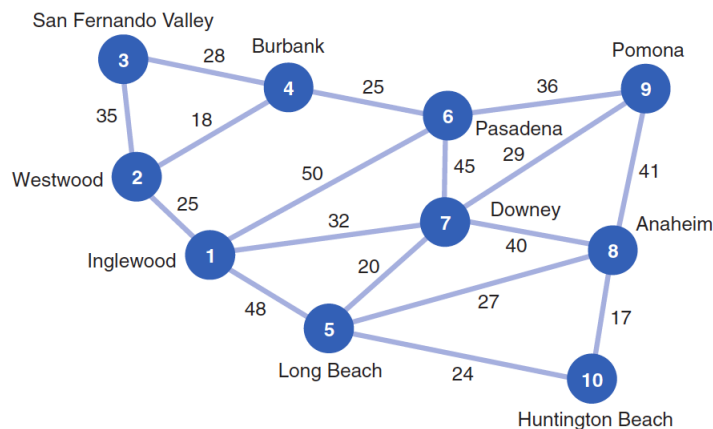 San Fernando Valley
3
28
Burbank
4
25
Pomona
9
36
6
Pasadena
35
18
2
Westwood
25
50
45
29
41
7
Downey
32
40
Anaheim
8
1
Inglewood
48
20
27
17
5
Long Beach
24
10
Huntington Beach